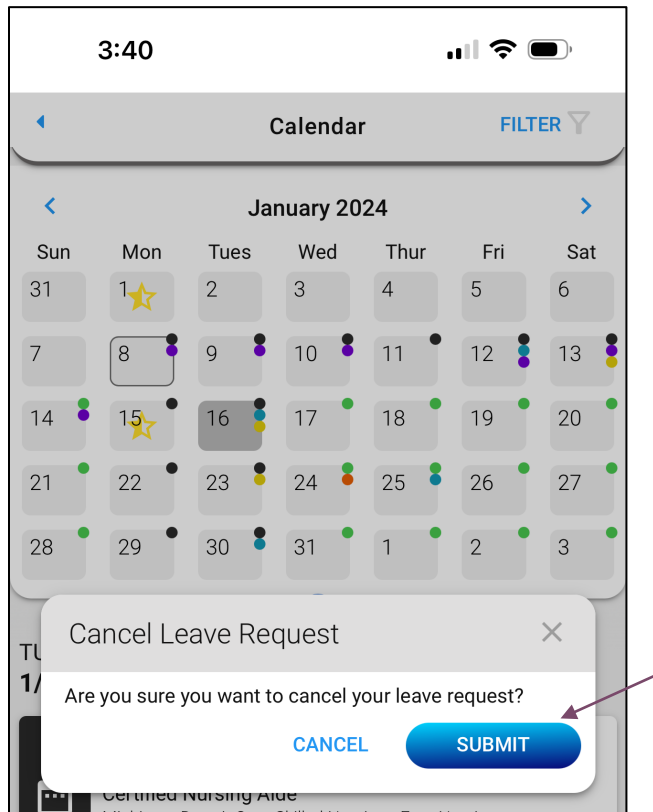 3:40
Calendar FILTER
January 2024
Sun Mon Tues Wed Thur Fri Sat
31 1 2 3 4 5 6
7 8 9 10 11 12 13
14 15 16 17 18 19 20
21 22 23 24 25 26 27
28 29 30 31 1 2 3
Cancel Leave Request
TU
1/
Are you sure you want to cancel your leave request?
CANCEL SUBMIT
Certified Nursing Aide